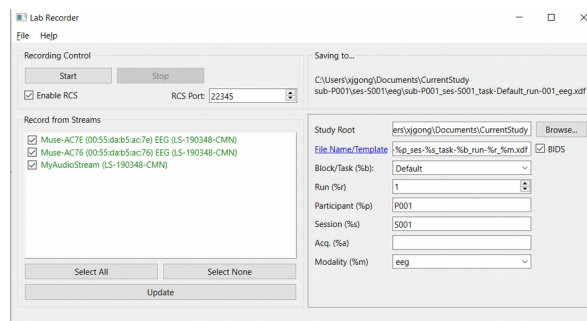 Lab Recorder
File Help
Recording Control
Start Stop
Enable RCS RCS Port: 22345
Record from Streams
Muse-AC7E (00:55:da:b5:ac:7e) EEG (LS-190348-CMN)
Muse-AC76 (00:55:da:b5:ac:76) EEG (LS-190348-CMN)
MyAudioStream (LS-190348-CMN)
Select All Select None
Update
Saving to...
C:\Users\xjgong\Documents\CurrentStudy
sub-P001\ses-S001\eeg\sub-P001_ses-S001_task-Default_run-001_eeg.xdf
Study Root ers\xjgong\Documents\CurrentStudy Browse...
File Name/Template -%p_ses-%s_task-%b_run-%r_%m.xdf BIDS
Block/Task (%b): Default
Run (%r) 1
Participant (%p) P001
Session (%s) S001
Acq. (%a)
Modality (%m) eeg